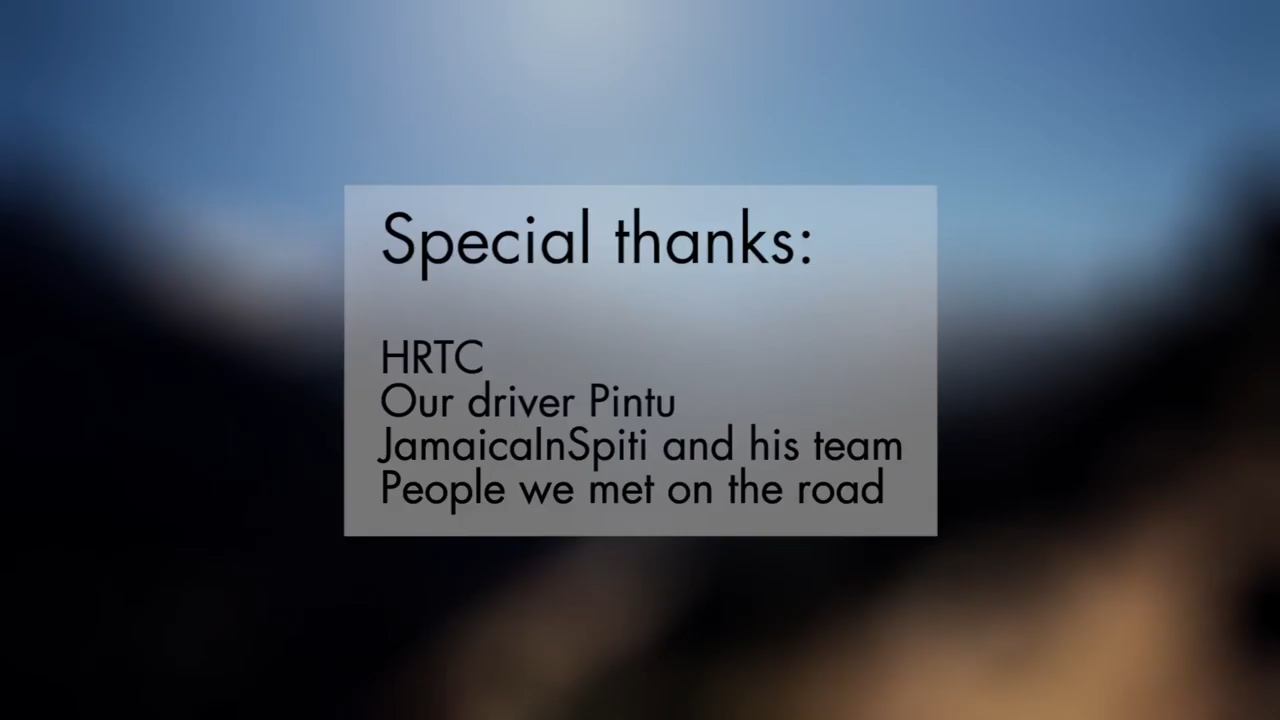 Special thanks:
HRTC
Our driver Pintu
JamaicaInSpiti and his team
People we met on the road